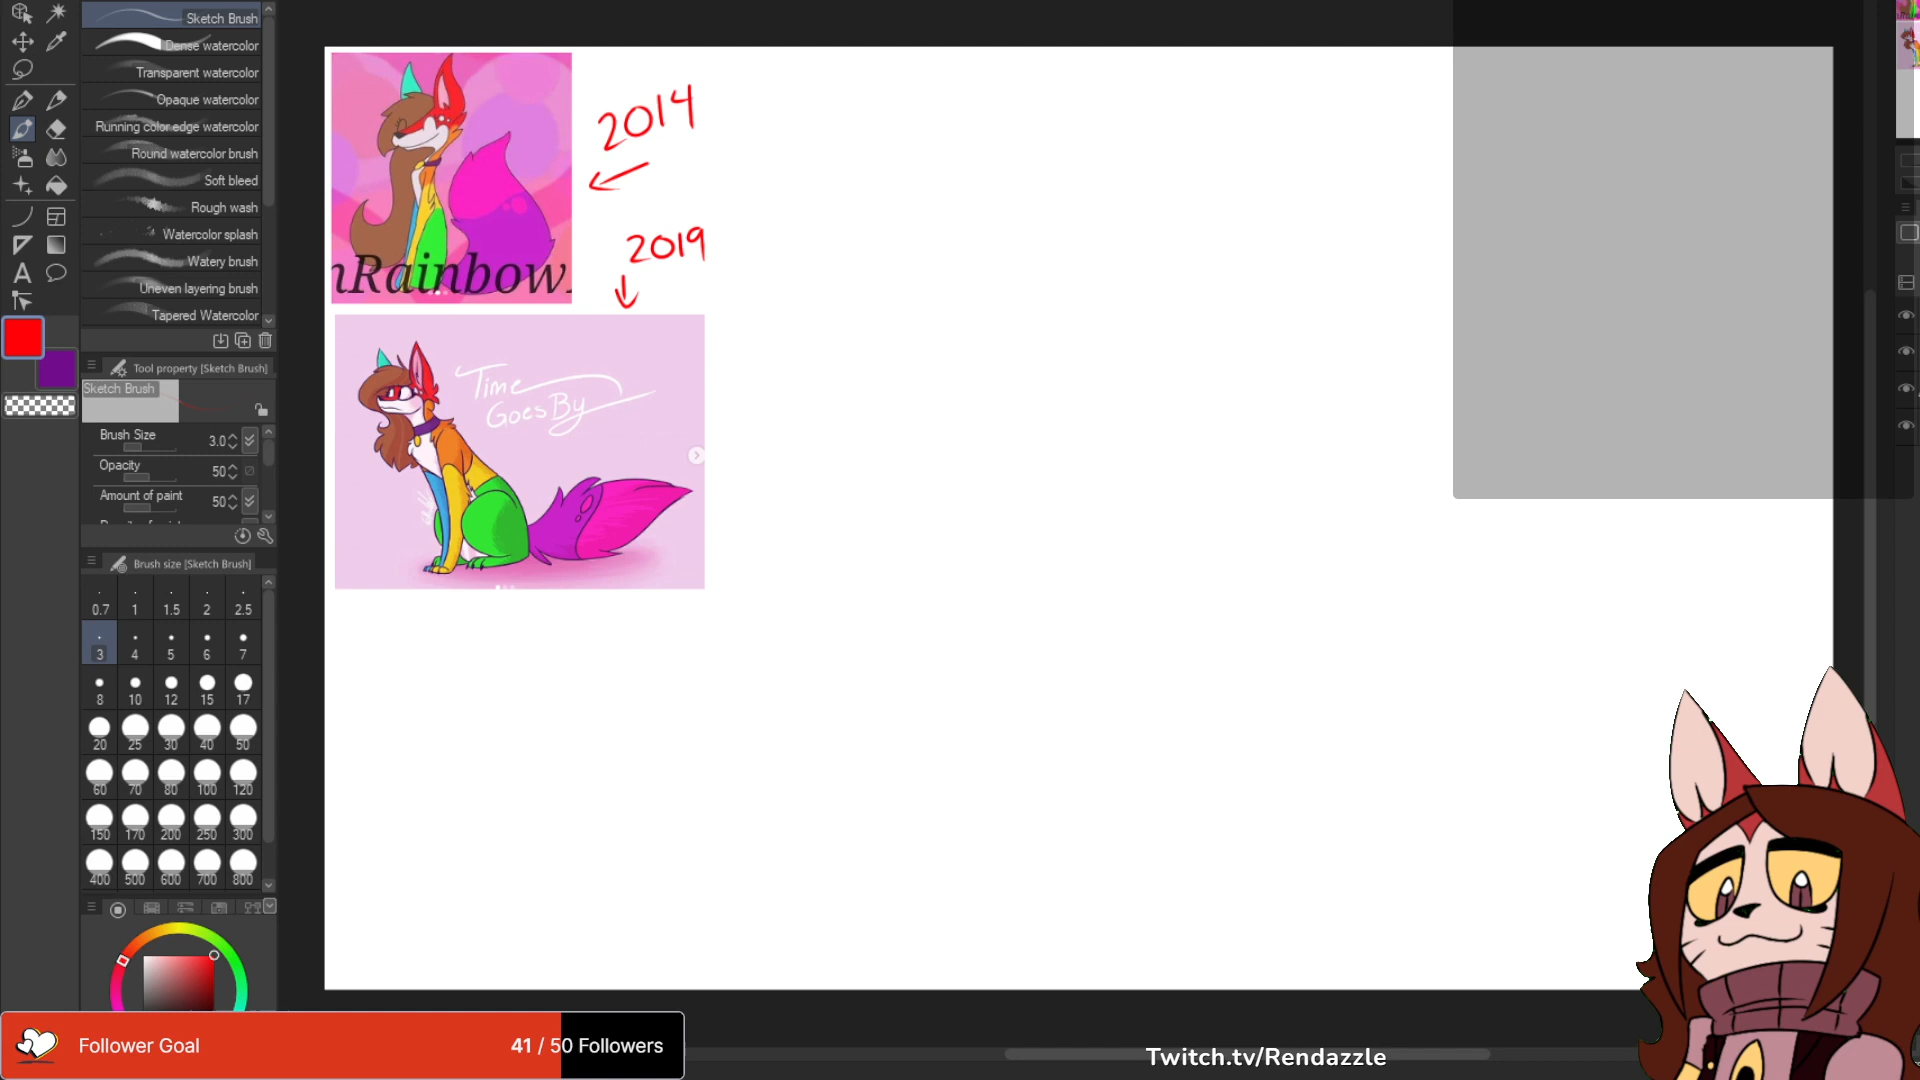 Sketch Brush
Dense watercolor
Transparent watercolor
Opaque watercolor
Running color edge watercolor
Round watercolor brush
Soft bleed
Rough wash
Watercolor splash
Watery brush
Uneven layering brush
Tapered Watercolor
Tool property [Sketch Brush]
Sketch Brush
Brush Size 3.0
Opacity 50
Amount of paint 50
Brush size [Sketch Brush]
0.7 1 1.5 2 2.5
3 4 5 6 7
8 10 12 15 17
20 25 30 40 50
60 70 80 100 120
150 170 200 250 300
400 500 600 700 800
2014
nRainbow
2019
Time
Goes By
Follower Goal
41 / 50 Followers
Twitch.tv/Rendazzle